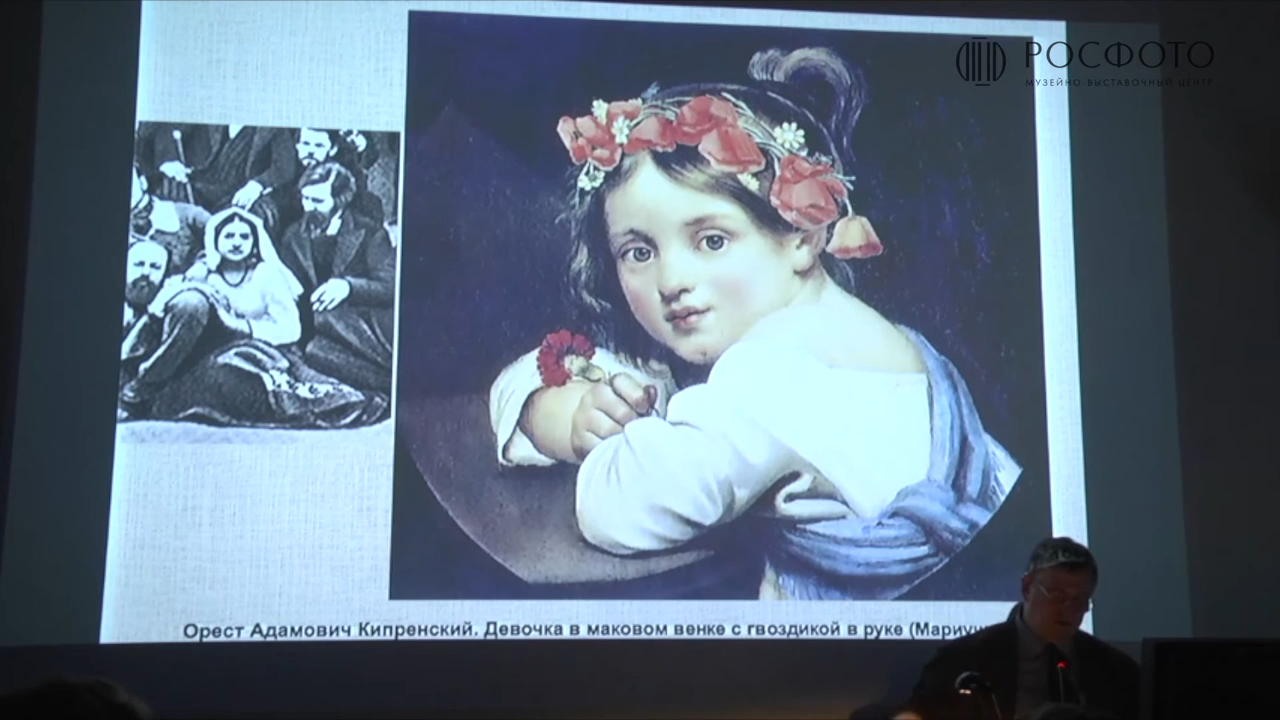 РОСФОТО
МУЗЕЙНО-ВЫСТАВОЧНЫЙ ЦЕНТР
Орест Адамович Кипренский. Девочка в маковом венке с гвоздикой в руке